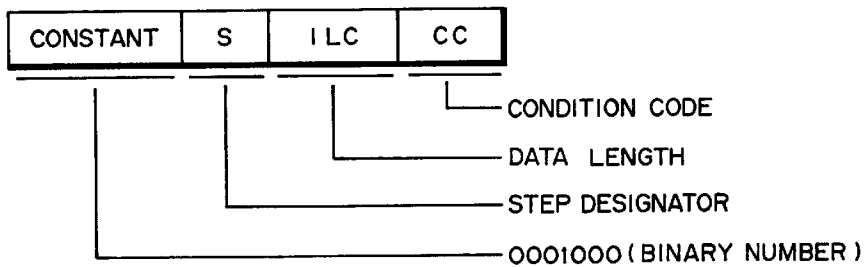 CONSTANT S ILC CC
CONDITION CODE
DATA LENGTH
STEP DESIGNATOR
0001000 (BINARY NUMBER)